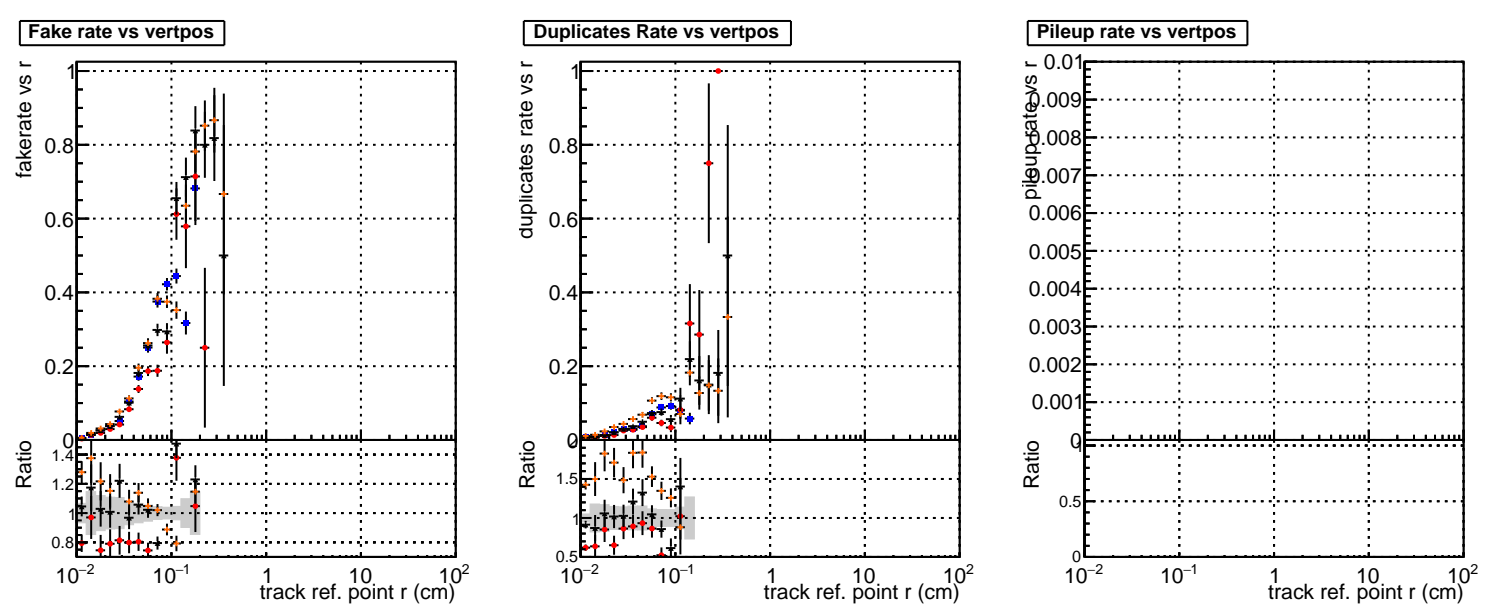 Fake rate vs vertpos
fakerate vs r
1
0.8
0.6
0.4
0.2
0
Ratio
1.4
1.2
1
0.8
10⁻² 10⁻¹ 1 10 10²
track ref. point r (cm)
Duplicates Rate vs vertpos
duplicates rate vs r
1
0.8
0.6
0.4
0.2
0
Ratio
1.5
1
0.5
10⁻² 10⁻¹ 1 10 10²
track ref. point r (cm)
Pileup rate vs vertpos
pileup rate vs r
0.01
0.009
0.008
0.007
0.006
0.005
0.004
0.003
0.002
0.001
0
Ratio
1
0.5
0
10⁻² 10⁻¹ 1 10 10²
track ref. point r (cm)